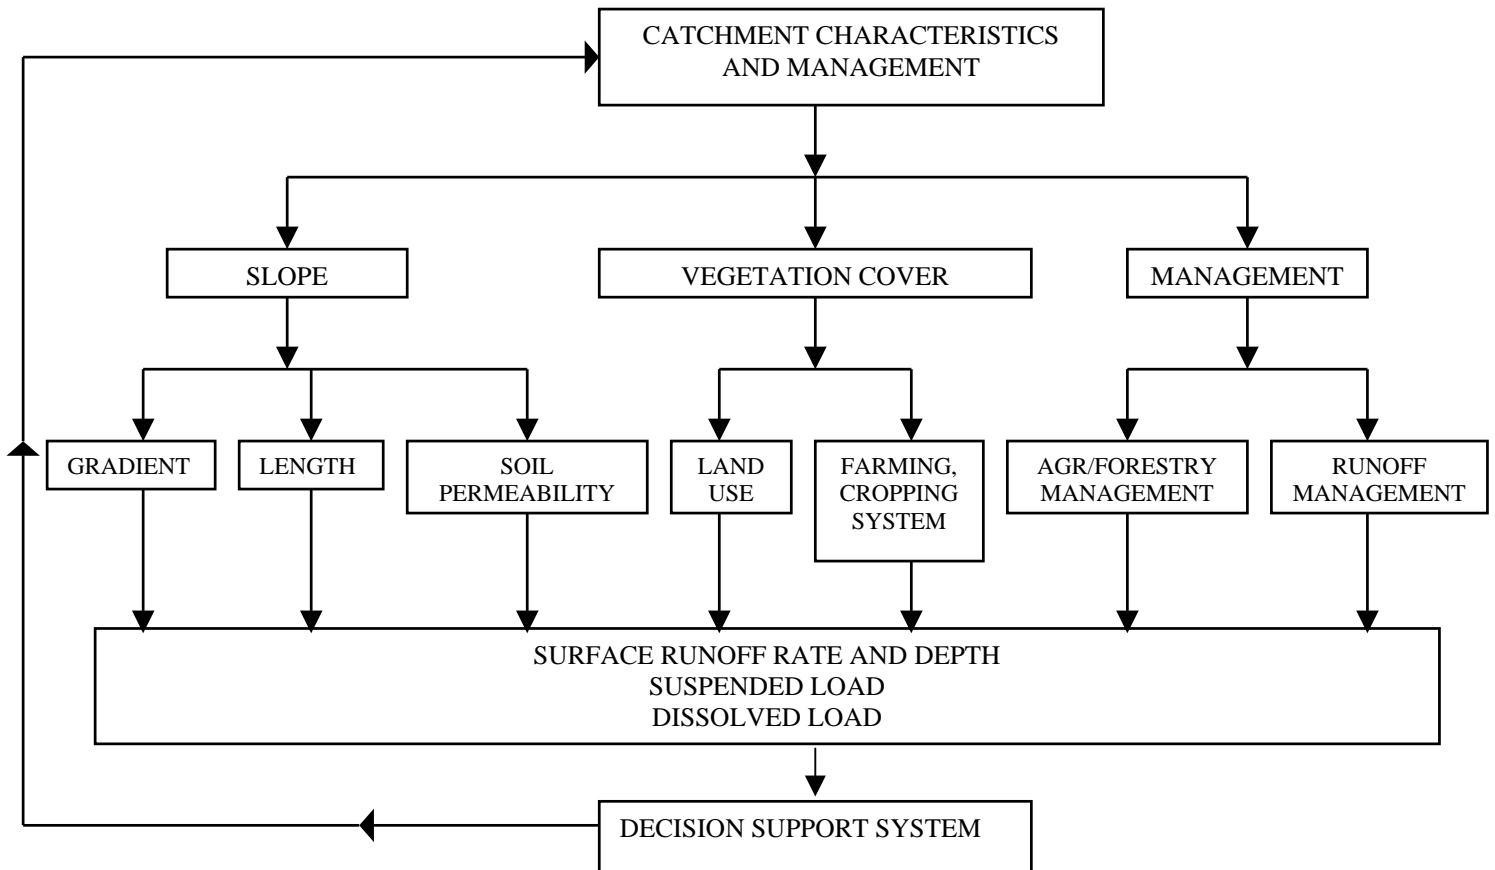 CATCHMENT CHARACTERISTICS
AND MANAGEMENT
SLOPE
VEGETATION COVER
MANAGEMENT
GRADIENT
LENGTH
SOIL
PERMEABILITY
LAND
USE
FARMING,
CROPPING
SYSTEM
AGR/FORESTRY
MANAGEMENT
RUNOFF
MANAGEMENT
SURFACE RUNOFF RATE AND DEPTH
SUSPENDED LOAD
DISSOLVED LOAD
DECISION SUPPORT SYSTEM